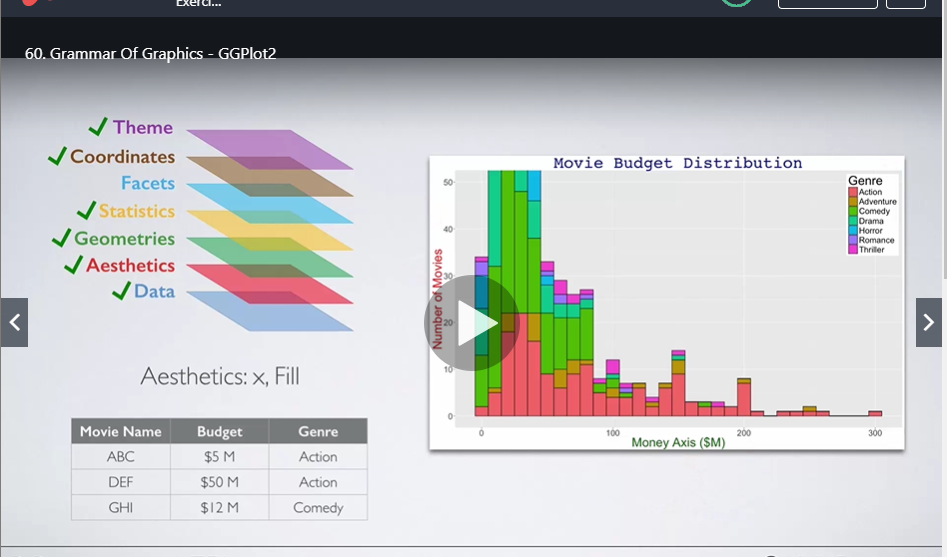 Exerci...
60. Grammar Of Graphics - GGPlot2
Theme
Coordinates
Facets
Statistics
Geometries
Aesthetics
Data
Aesthetics: x, Fill
Movie Name Budget Genre
ABC $5 M Action
DEF $50 M Action
GHI $12 M Comedy
Movie Budget Distribution
Number of Movies
50
40
30
20
10
0
0 100 200 300
Money Axis ($M)
Genre
Action
Adventure
Comedy
Drama
Horror
Romance
Thriller